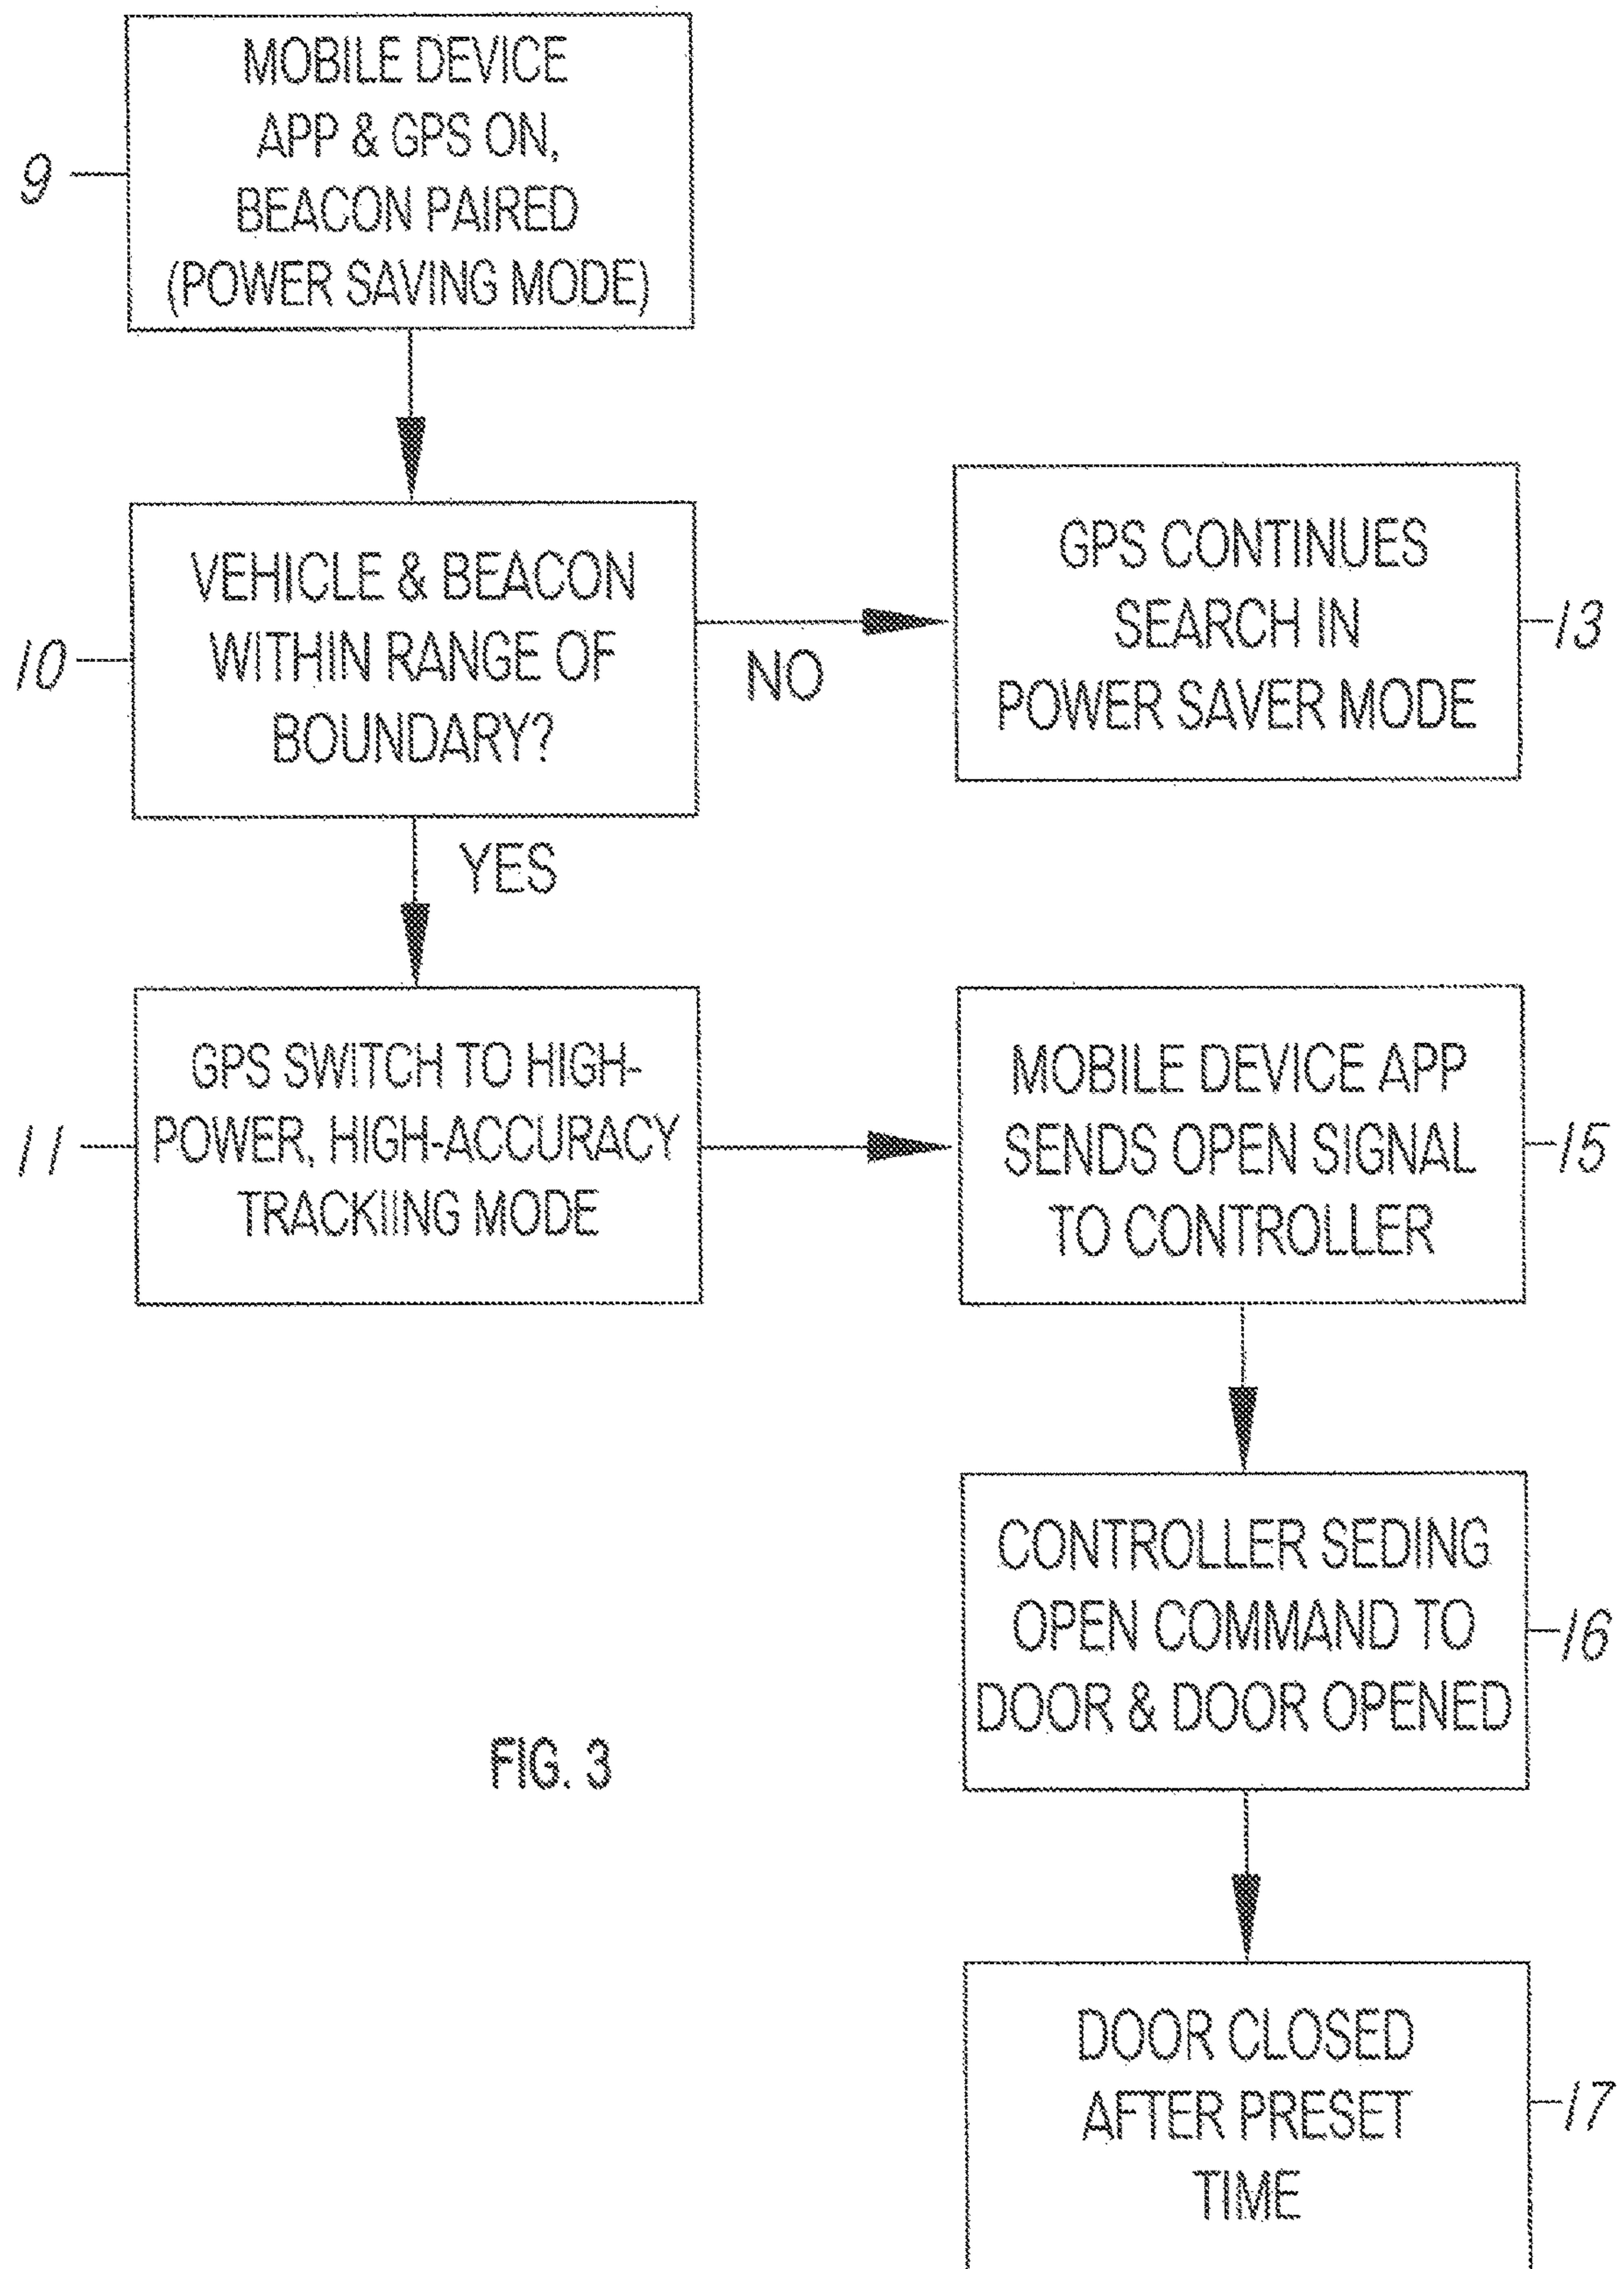 MOBILE DEVICE
APP & GPS ON,
BEACON PAIRED
(POWER SAVING MODE)
9
VEHICLE & BEACON
WITHIN RANGE OF
BOUNDARY?
10
NO
GPS CONTINUES
SEARCH IN
POWER SAVER MODE
13
YES
GPS SWITCH TO HIGH-
POWER, HIGH-ACCURACY
TRACKIING MODE
11
MOBILE DEVICE APP
SENDS OPEN SIGNAL
TO CONTROLLER
15
CONTROLLER SEDING
OPEN COMMAND TO
DOOR & DOOR OPENED
16
FIG. 3
DOOR CLOSED
AFTER PRESET
TIME
17